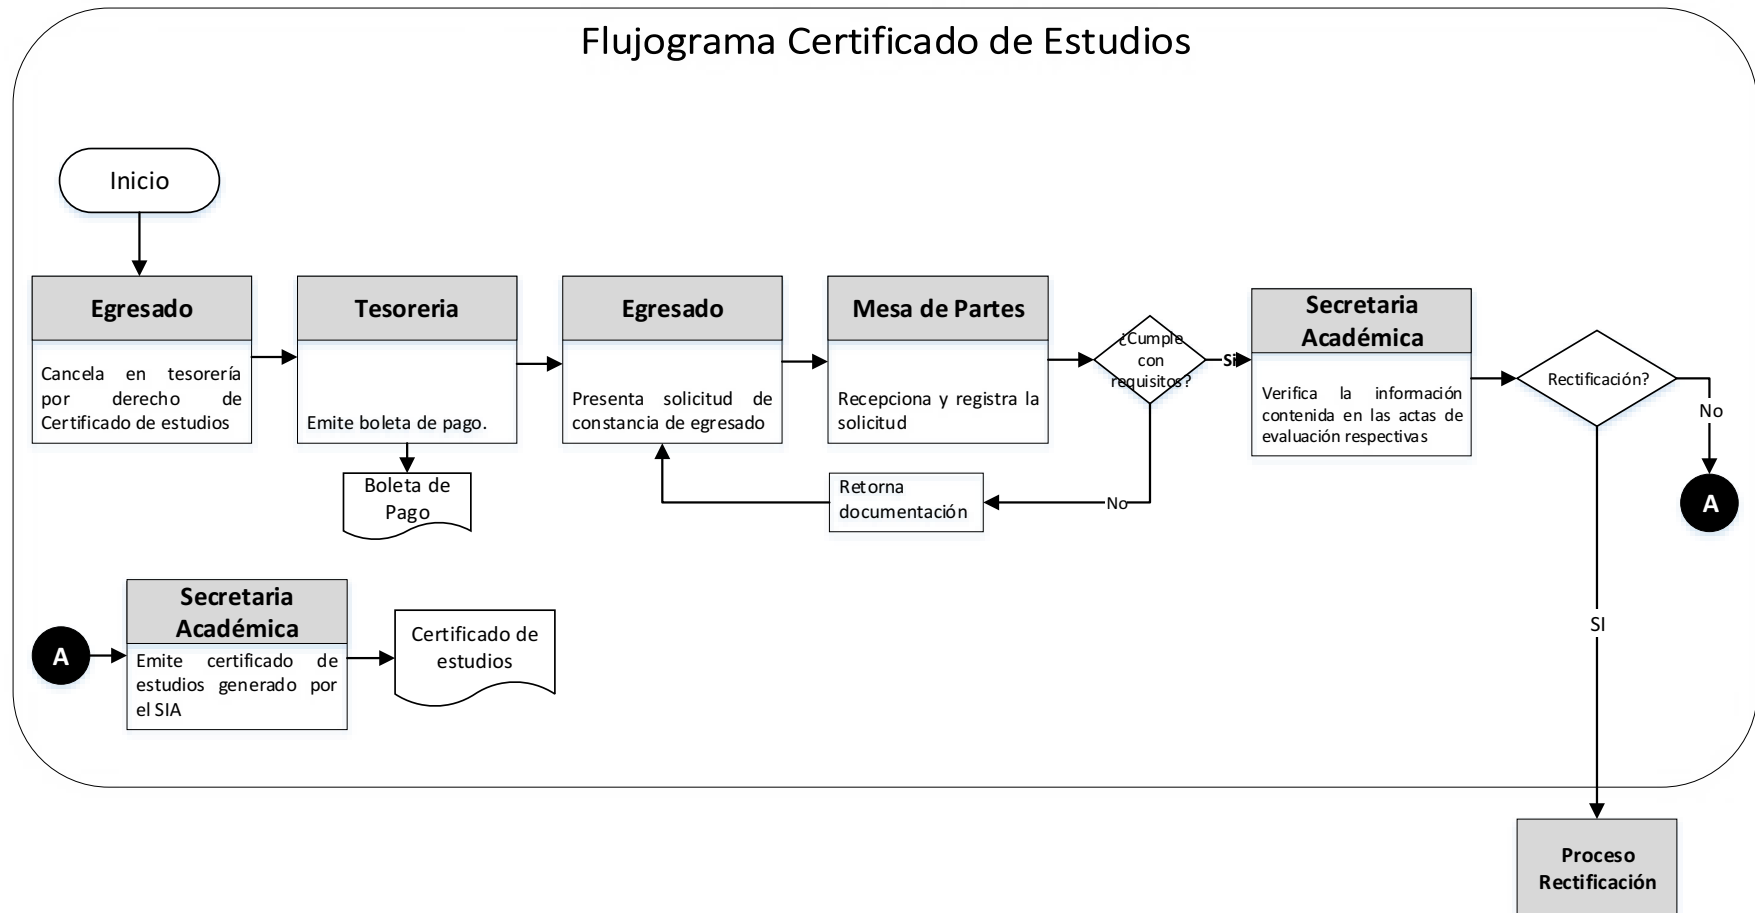 Flujograma Certificado de Estudios
Inicio
Egresado
Cancela en tesorería
por derecho de
Certificado de estudios
Tesoreria
Emite boleta de pago.
Boleta de
Pago
Egresado
Presenta solicitud de
constancia de egresado
Mesa de Partes
Recepciona y registra la
solicitud
Retorna
documentación
¿Cumple
con
requisitos?
Si
No
Secretaria
Académica
Verifica la información
contenida en las actas de
evaluación respectivas
Rectificación?
No
A
SI
A
Secretaria
Académica
Emite certificado de
estudios generado por
el SIA
Certificado de
estudios
Proceso
Rectificación